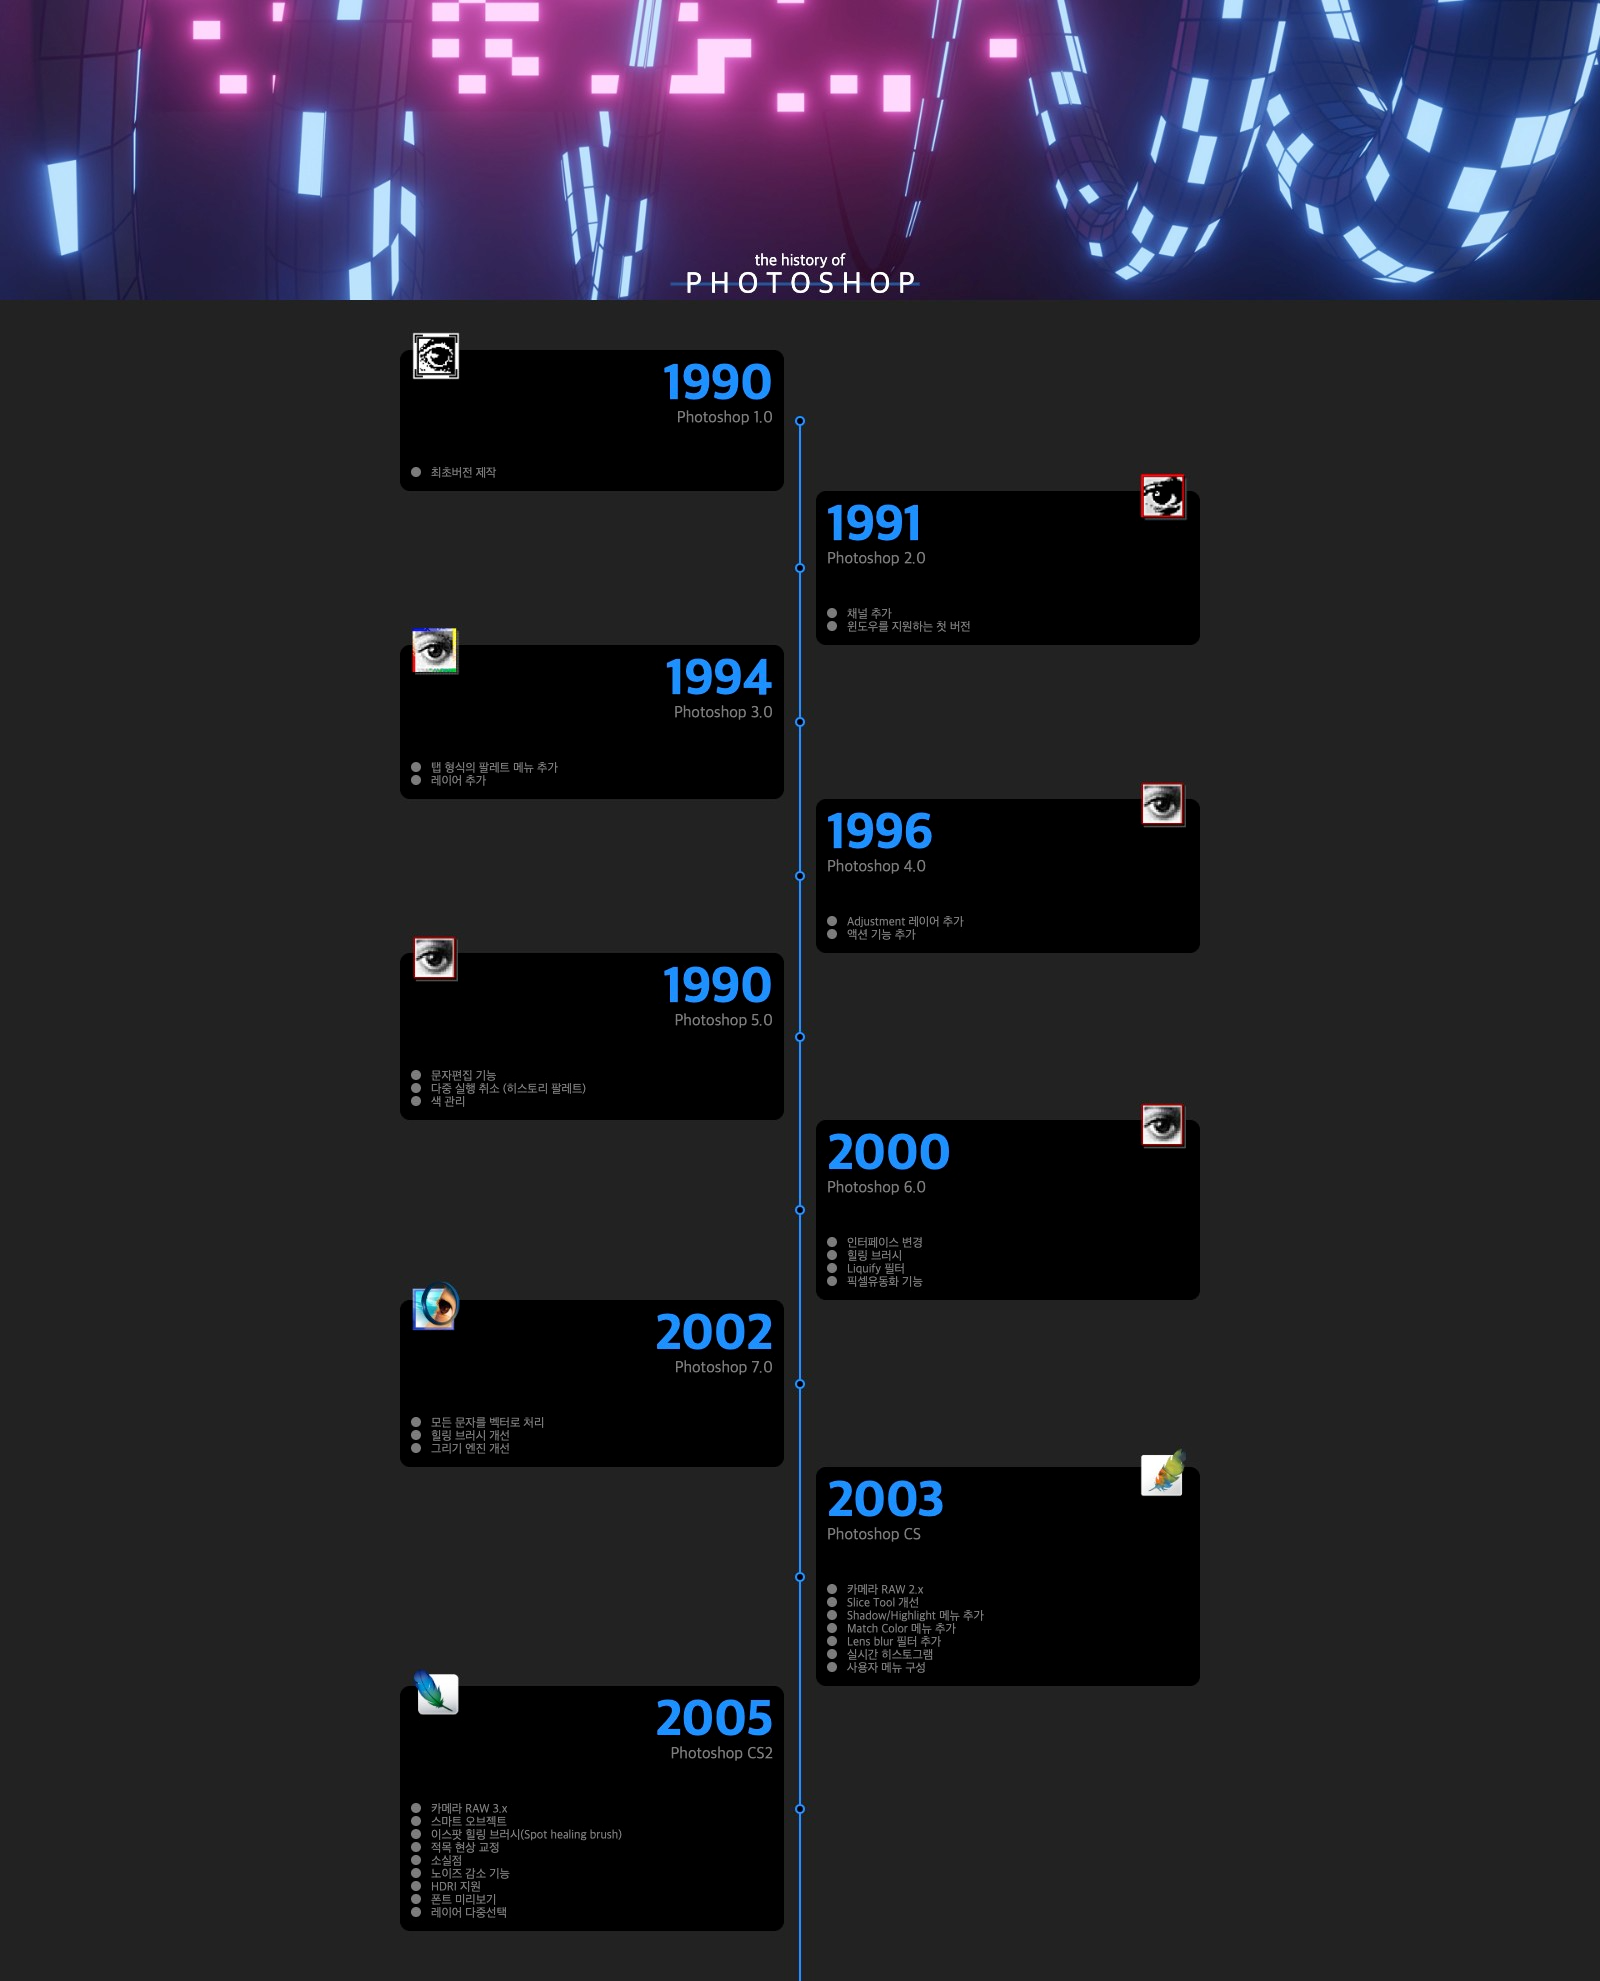 the history of
PHOTOSHOP
1990
Photoshop 1.0
최초버전 제작
1991
Photoshop 2.0
채널 추가
윈도우를 지원하는 첫 버전
1994
Photoshop 3.0
탭 형식의 팔레트 메뉴 추가
레이어 추가
1996
Photoshop 4.0
Adjustment 레이어 추가
액션 기능 추가
1990
Photoshop 5.0
문자편집 기능
다중 실행 취소 (히스토리 팔레트)
색 관리
2000
Photoshop 6.0
인터페이스 변경
힐링 브러시
Liquify 필터
픽셀유동화 기능
2002
Photoshop 7.0
모든 문자를 벡터로 처리
힐링 브러시 개선
그리기 엔진 개선
2003
Photoshop CS
카메라 RAW 2.x
Slice Tool 개선
Shadow/Highlight 메뉴 추가
Match Color 메뉴 추가
Lens blur 필터 추가
실시간 히스토그램
사용자 메뉴 구성
2005
Photoshop CS2
카메라 RAW 3.x
스마트 오브젝트
이스팟 힐링 브러시(Spot healing brush)
적목 현상 교정
소실점
노이즈 감소 기능
HDRI 지원
폰트 미리보기
레이어 다중선택